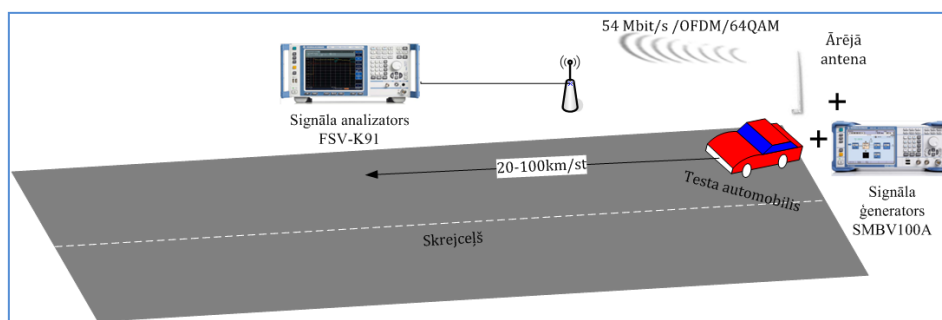 54 Mbit/s /OFDM/64QAM
Ārējā
antena
Signāla analizators
FSV-K91
20-100km/st
Testa automobilis
Signāla
ģenerators
SMBV100A
Skrejceļš